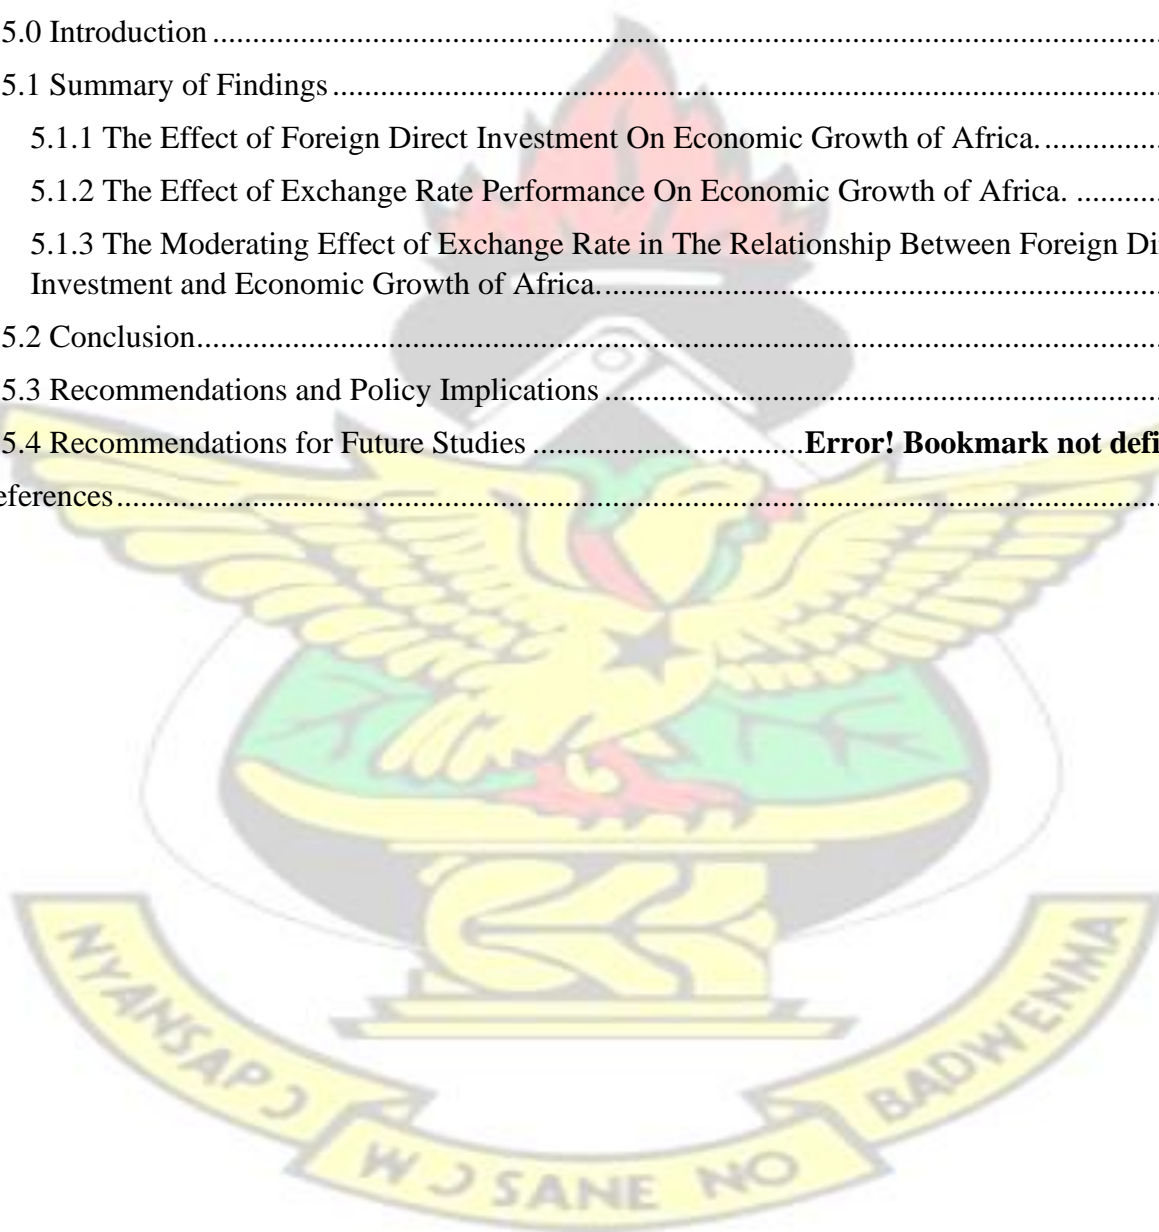 5.0 Introduction ........................................................................................................................
5.1 Summary of Findings ........................................................................................................
5.1.1 The Effect of Foreign Direct Investment On Economic Growth of Africa. ..............
5.1.2 The Effect of Exchange Rate Performance On Economic Growth of Africa. ..........
5.1.3 The Moderating Effect of Exchange Rate in The Relationship Between Foreign Di
Investment and Economic Growth of Africa. ......................................................................
5.2 Conclusion..........................................................................................................................
5.3 Recommendations and Policy Implications ......................................................................
5.4 Recommendations for Future Studies ..................................Error! Bookmark not defi
eferences ..................................................................................................................................
NYANSAPƆ
WƆSANE NO
BADWENMA